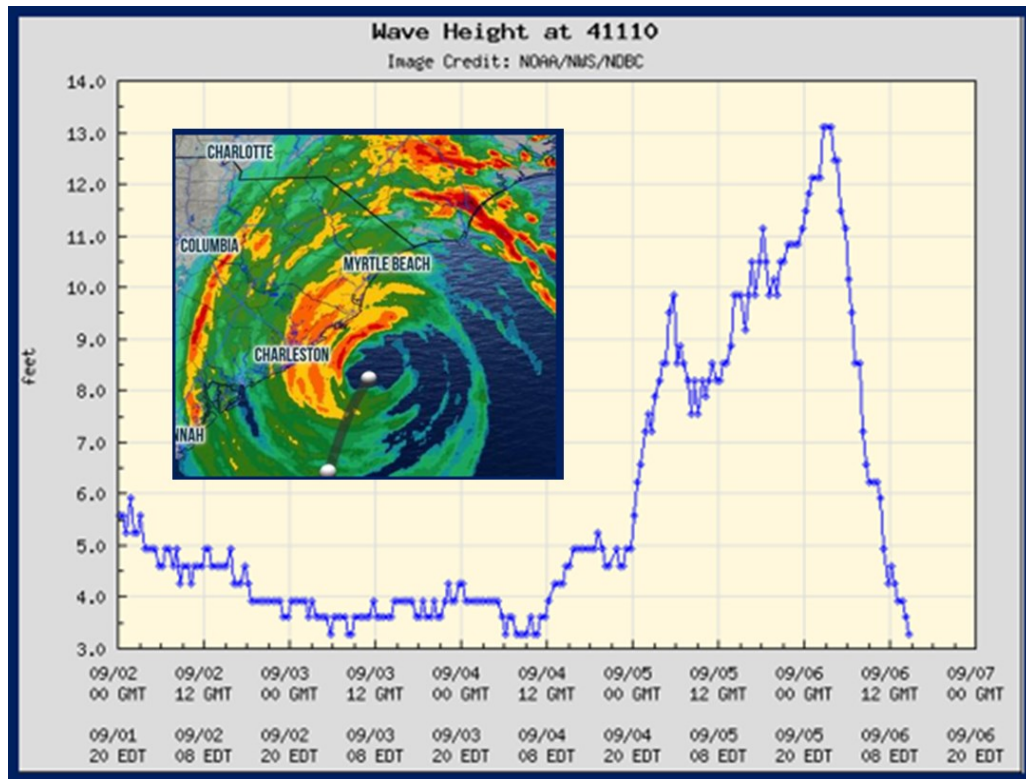 Wave Height at 41110
Image Credit: NOAA/NWS/NDBC
14.0
13.0
12.0
11.0
10.0
9.0
8.0
7.0
6.0
5.0
4.0
3.0
feet
CHARLOTTE
COLUMBIA
MYRTLE BEACH
CHARLESTON
NNAH
09/02 09/02 09/03 09/03 09/04 09/04 09/05 09/05 09/06 09/06 09/07
00 GMT 12 GMT 00 GMT 12 GMT 00 GMT 12 GMT 00 GMT 12 GMT 00 GMT 12 GMT 00 GMT
09/01 09/02 09/02 09/03 09/03 09/04 09/04 09/05 09/05 09/06 09/06
20 EDT 08 EDT 20 EDT 08 EDT 20 EDT 08 EDT 20 EDT 08 EDT 20 EDT 08 EDT 20 EDT